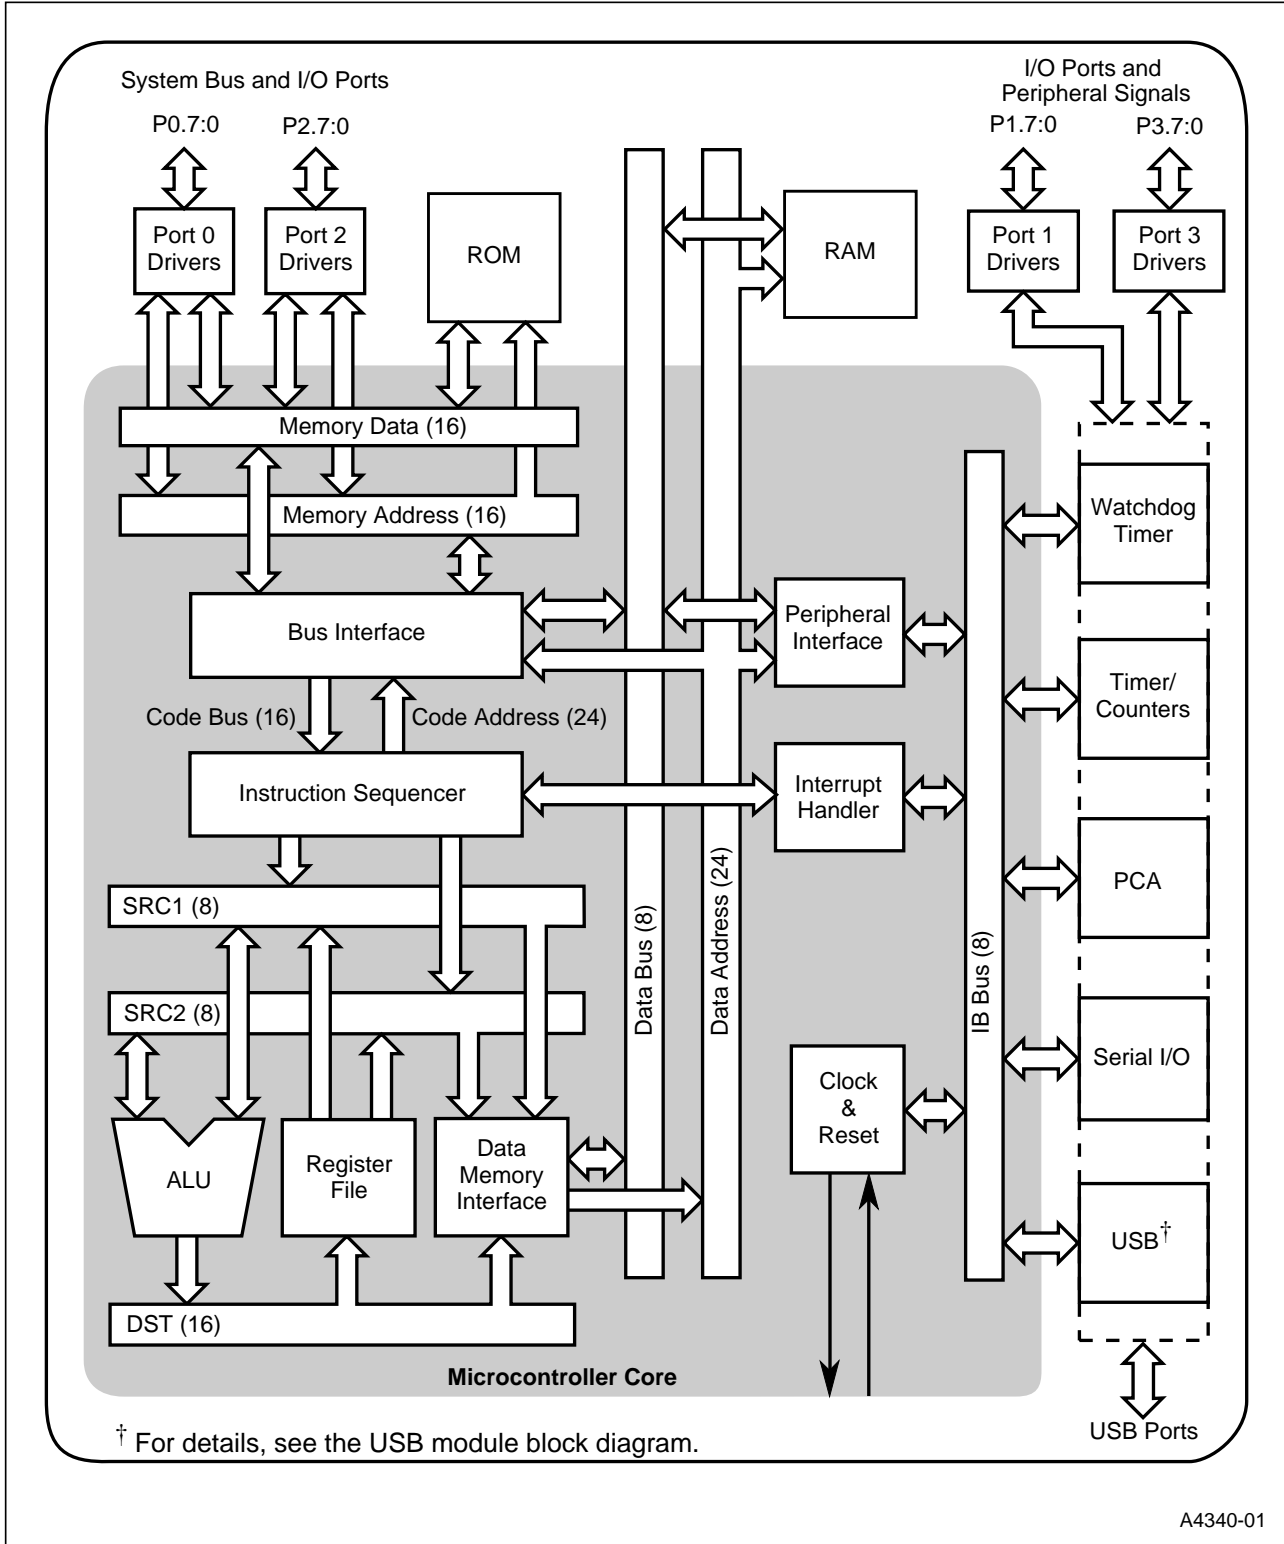 System Bus and I/O Ports
I/O Ports and
Peripheral Signals
P0.7:0
P2.7:0
P1.7:0
P3.7:0
Port 0
Drivers
Port 2
Drivers
ROM
RAM
Port 1
Drivers
Port 3
Drivers
Memory Data (16)
Memory Address (16)
Watchdog
Timer
Bus Interface
Peripheral
Interface
Code Bus (16)
Code Address (24)
Timer/
Counters
Instruction Sequencer
Interrupt
Handler
SRC1 (8)
PCA
Data Bus (8)
Data Address (24)
IB Bus (8)
SRC2 (8)
Clock
&
Reset
Serial I/O
ALU
Register
File
Data
Memory
Interface
USB†
DST (16)
Microcontroller Core
USB Ports
† For details, see the USB module block diagram.
A4340-01